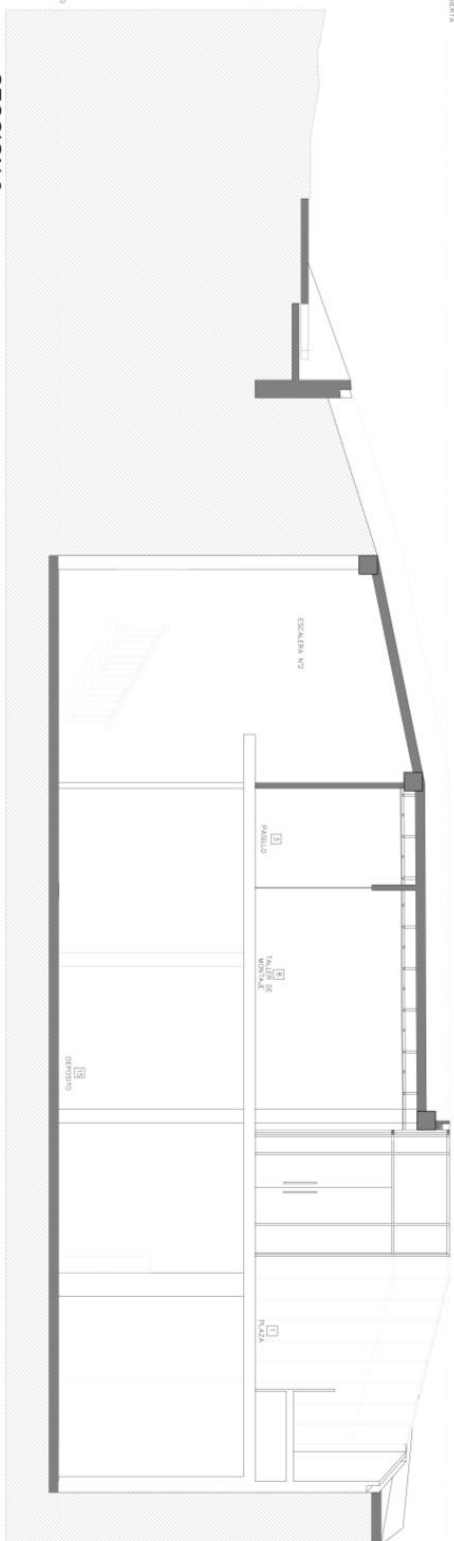 ESCALERA N°2
3
PASILLO
8
TALLER DE
MONTAJE
15
DEPOSITO
1
PLAZA